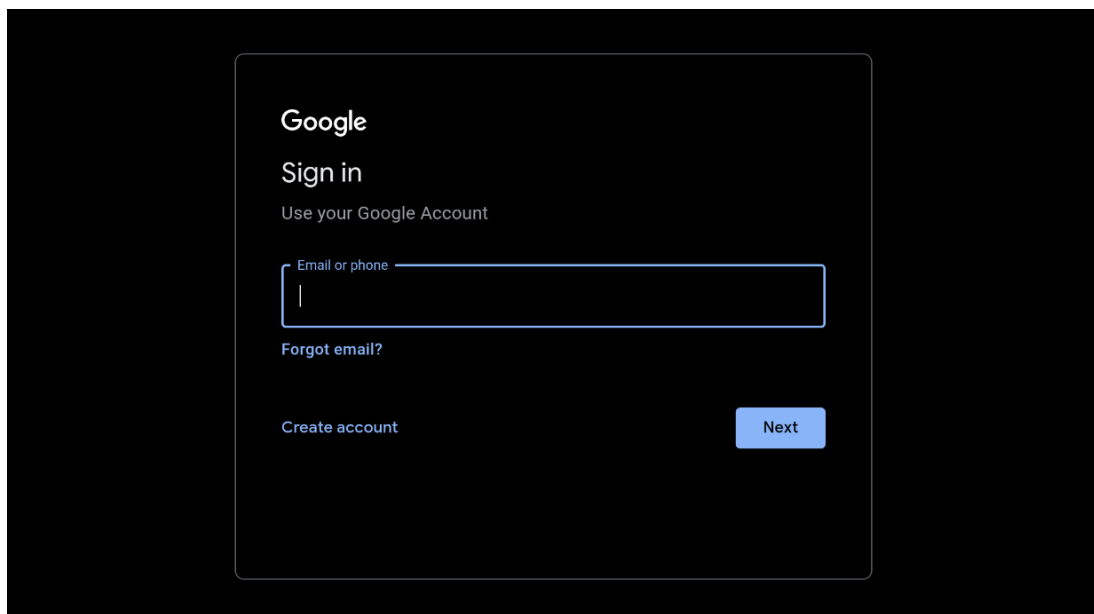 Google
Sign in
Use your Google Account
Email or phone
Forgot email?
Create account
Next